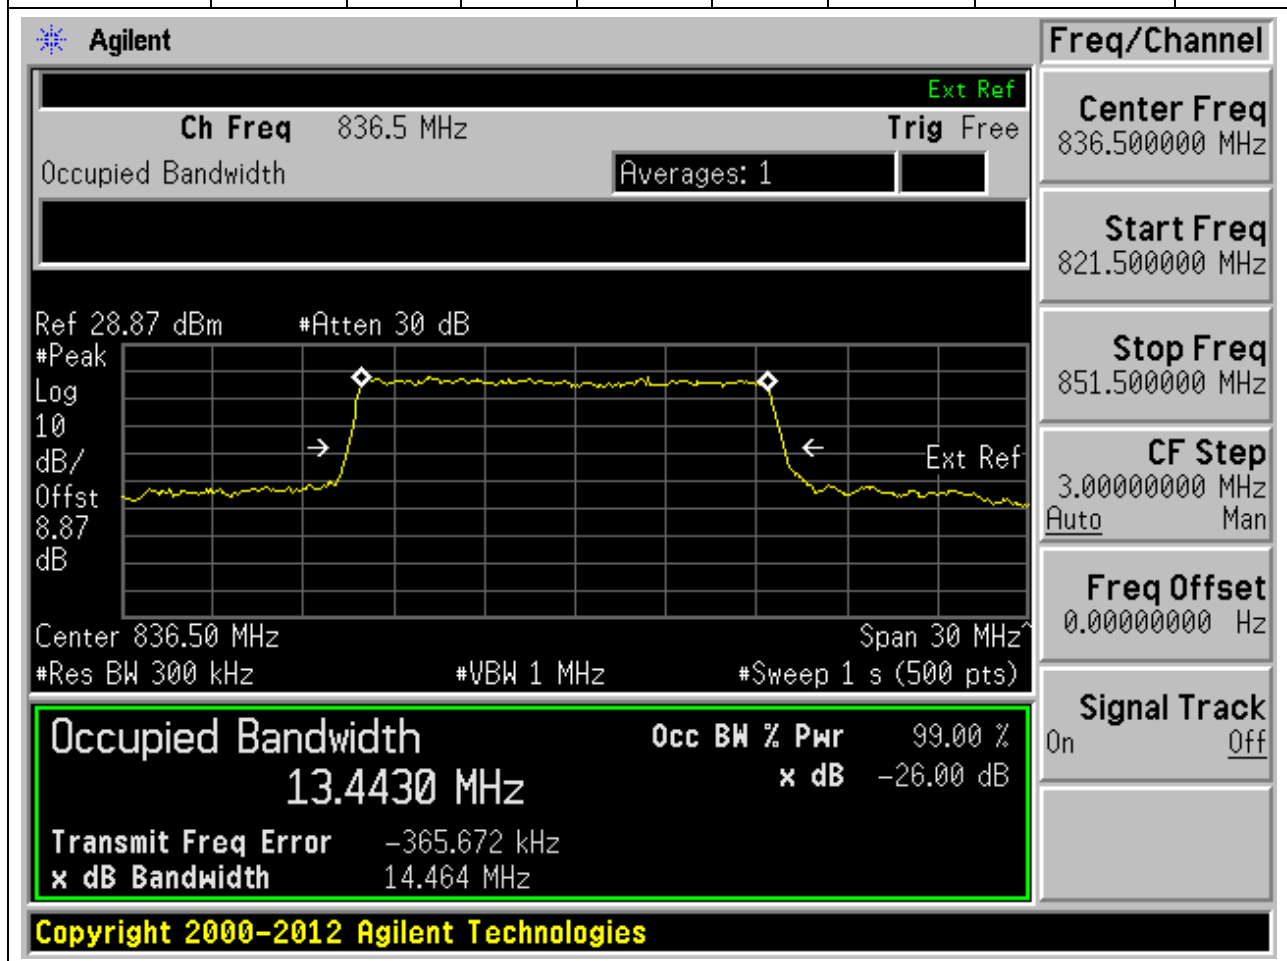 Agilent
Freq/Channel
Ext Ref
Ch Freq 836.5 MHz Trig Free
Occupied Bandwidth Averages: 1
Center Freq
836.500000 MHz
Start Freq
821.500000 MHz
Stop Freq
851.500000 MHz
CF Step
3.00000000 MHz
Auto Man
Freq Offset
0.00000000 Hz
Signal Track
On Off
Ref 28.87 dBm #Atten 30 dB
#Peak
Log
10
dB/
Offst
8.87
dB
Ext Ref
Center 836.50 MHz Span 30 MHz^
#Res BW 300 kHz #VBW 1 MHz #Sweep 1 s (500 pts)
Occupied Bandwidth
13.4430 MHz
Occ BW % Pwr 99.00 %
x dB -26.00 dB
Transmit Freq Error -365.672 kHz
x dB Bandwidth 14.464 MHz
Copyright 2000-2012 Agilent Technologies